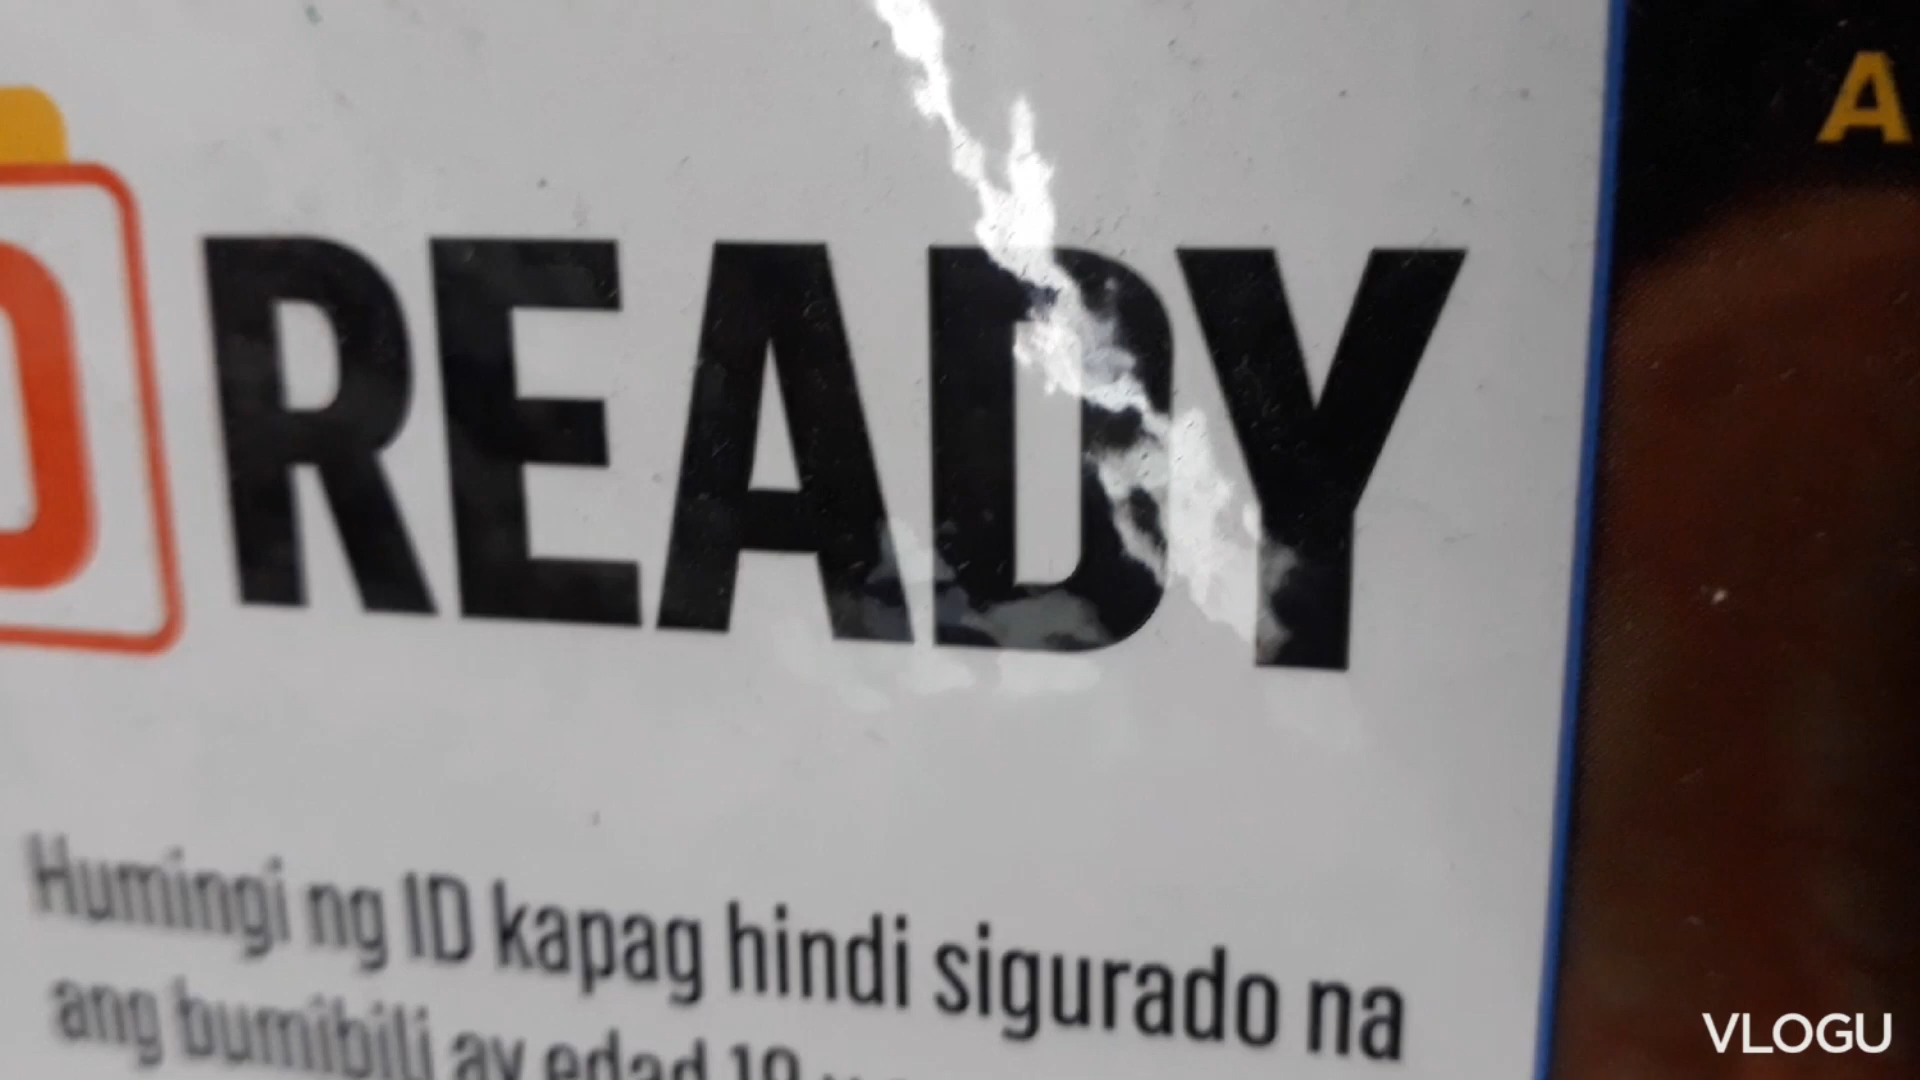 A
D READY
Humingi ng ID kapag hindi sigurado na
ang bumibili ay edad
VLOGU